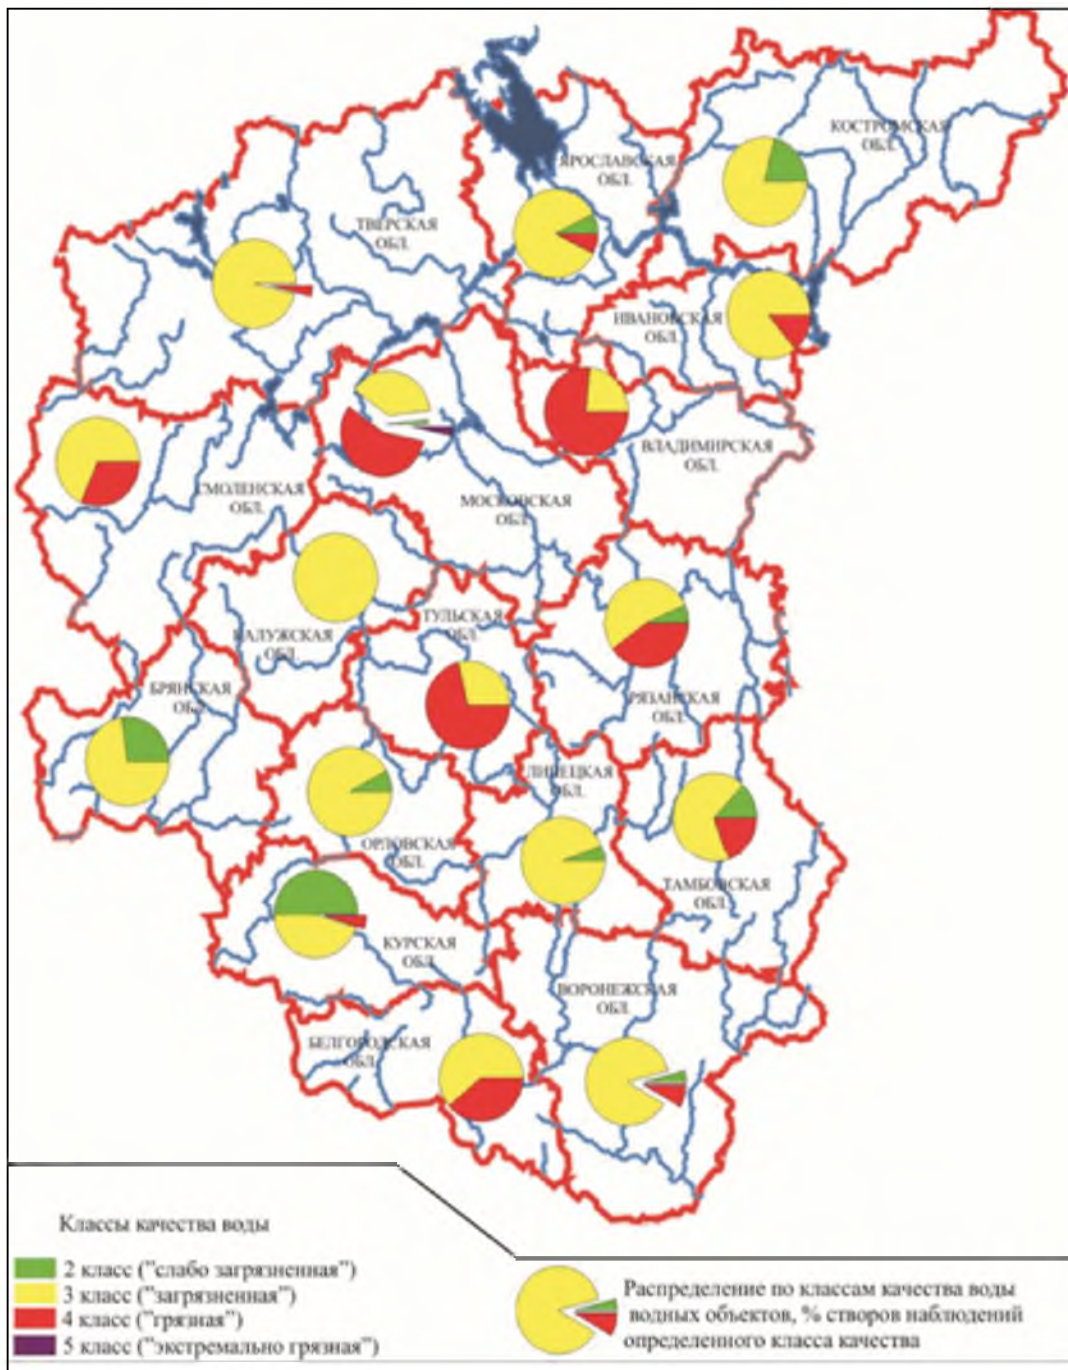 КОСТРОМСКАЯ
ОБЛ.
ЯРОСЛАВСКАЯ
ОБЛ.
ТВЕРСКАЯ
ОБЛ.
ИВАНОВСКАЯ
ОБЛ.
ВЛАДИМИРСКАЯ
ОБЛ.
СМОЛЕНСКАЯ
ОБЛ.
МОСКОВСКАЯ
ОБЛ.
ТУЛЬСКАЯ
ОБЛ.
КАЛУЖСКАЯ
ОБЛ.
БРЯНСКАЯ
ОБЛ.
РЯЗАНСКАЯ
ОБЛ.
ЛИПЕЦКАЯ
ОБЛ.
ОРЛОВСКАЯ
ОБЛ.
ТАМБОВСКАЯ
ОБЛ.
КУРСКАЯ
ОБЛ.
ВОРОНЕЖСКАЯ
ОБЛ.
БЕЛГОРОДСКАЯ
ОБЛ.
Классы качества воды
2 класс ("слабо загрязненная")
3 класс ("загрязненная")
4 класс ("грязная")
5 класс ("экстремально грязная")
Распределение по классам качества воды
водных объектов, % створов наблюдений
определенного класса качества